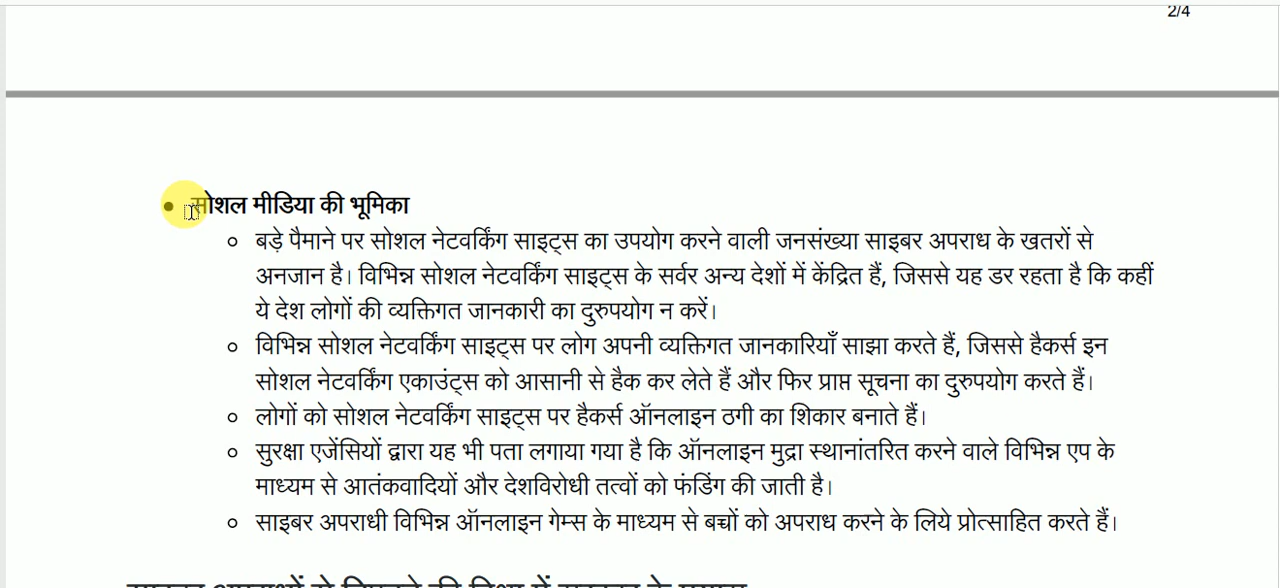 2/4
• सोशल मीडिया की भूमिका
○ बड़े पैमाने पर सोशल नेटवर्किंग साइट्स का उपयोग करने वाली जनसंख्या साइबर अपराध के खतरों से
अनजान है। विभिन्न सोशल नेटवर्किंग साइट्स के सर्वर अन्य देशों में केंद्रित हैं, जिससे यह डर रहता है कि कहीं
ये देश लोगों की व्यक्तिगत जानकारी का दुरुपयोग न करें।
○ विभिन्न सोशल नेटवर्किंग साइट्स पर लोग अपनी व्यक्तिगत जानकारियाँ साझा करते हैं, जिससे हैकर्स इन
सोशल नेटवर्किंग एकाउंट्स को आसानी से हैक कर लेते हैं और फिर प्राप्त सूचना का दुरुपयोग करते हैं।
○ लोगों को सोशल नेटवर्किंग साइट्स पर हैकर्स ऑनलाइन ठगी का शिकार बनाते हैं।
○ सुरक्षा एजेंसियों द्वारा यह भी पता लगाया गया है कि ऑनलाइन मुद्रा स्थानांतरित करने वाले विभिन्न एप के
माध्यम से आतंकवादियों और देशविरोधी तत्वों को फंडिंग की जाती है।
○ साइबर अपराधी विभिन्न ऑनलाइन गेम्स के माध्यम से बच्चों को अपराध करने के लिये प्रोत्साहित करते हैं।